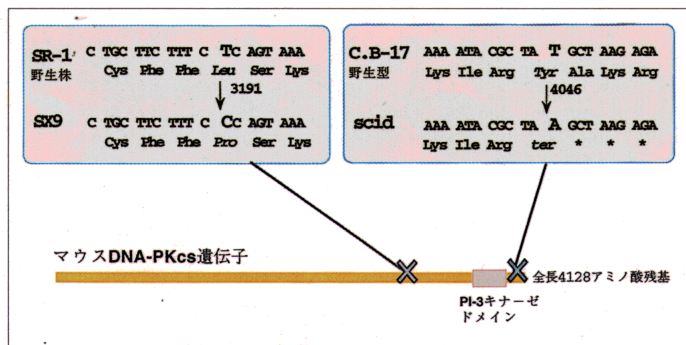 SR-1 C TGC TTC TTT C TC AGT AAA
野生株 Cys Phe Phe Leu Ser Lys
3191
SX9 C TGC TTC TTT C CC AGT AAA
Cys Phe Phe Pro Ser Lys
C.B-17 AAA ATA CGC TA T GCT AAG AGA
野生型 Lys Ile Arg Tyr Ala Lys Arg
4046
scid AAA ATA CGC TA A GCT AAG AGA
Lys Ile Arg ter * * *
マウスDNA-PKcs遺伝子
全長4128アミノ酸残基
PI-3キナーゼ
ドメイン